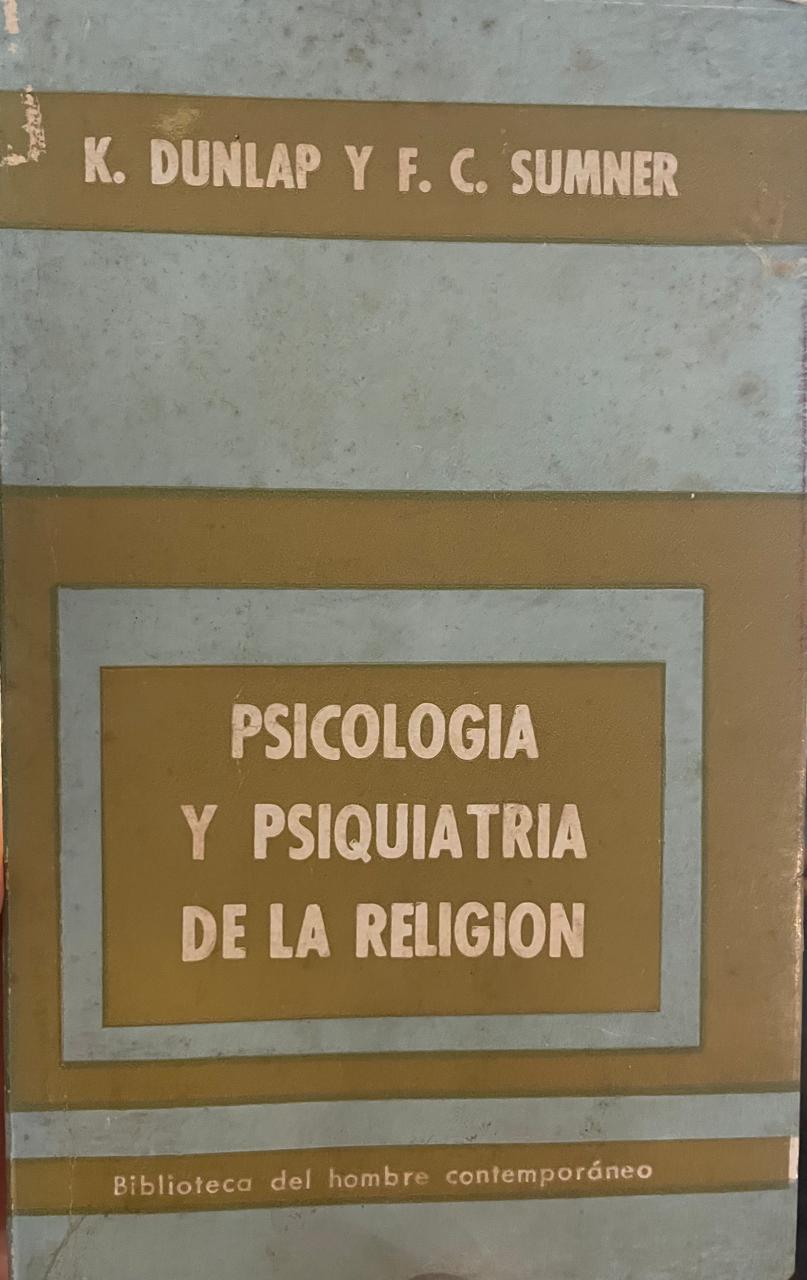 K. DUNLAP Y F. C. SUMNER
PSICOLOGIA
Y PSIQUIATRIA
DE LA RELIGION
Biblioteca del hombre contemporáneo